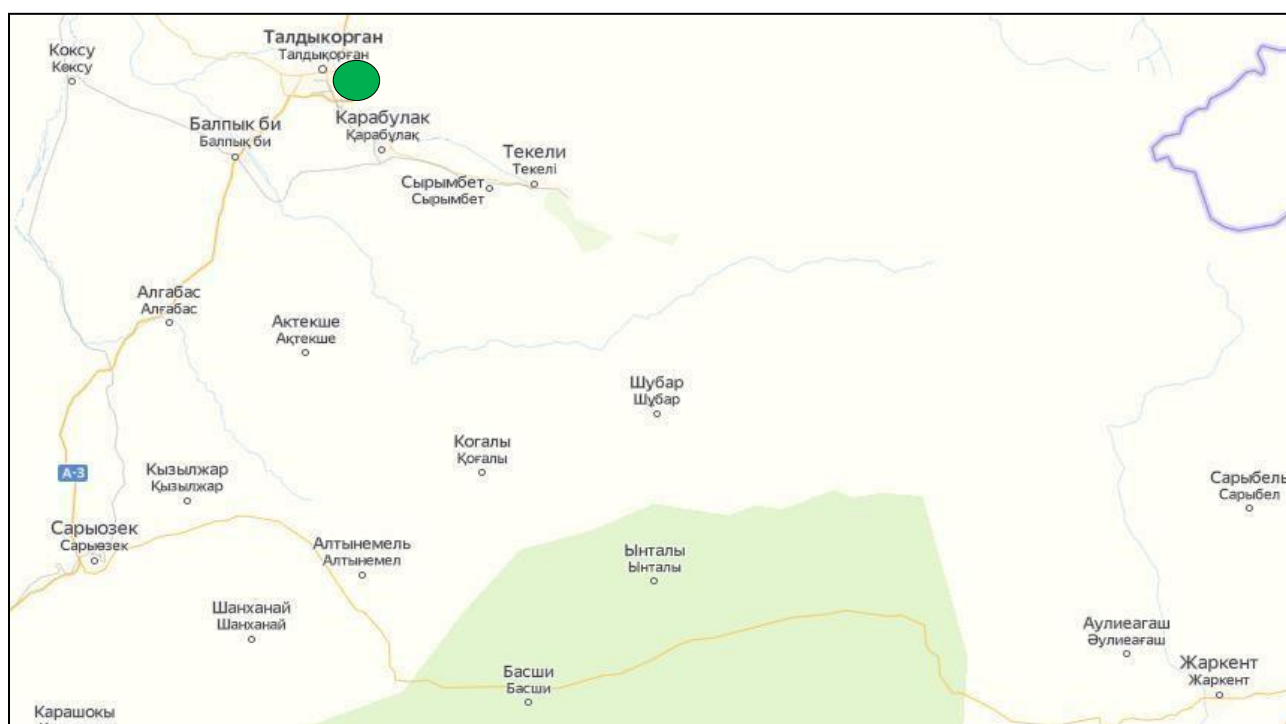 Талдыкорган
Талдықорған
Коксу
Көксу
Карабулак
Қарабұлақ
Балпык би
Балпық би
Текели
Текелі
Сырымбет
Сырымбет
Алгабас
Алғабас
Актекше
Ақтекше
Шубар
Шұбар
Когалы
Қоғалы
А-3
Кызылжар
Қызылжар
Сарыбель
Сарыбел
Сарыозек
Сарыөзек
Алтынемель
Алтынемел
Ынталы
Ынталы
Шанханай
Шанханай
Аулиеагаш
Әулиеағаш
Басши
Басши
Жаркент
Жаркент
Карашокы